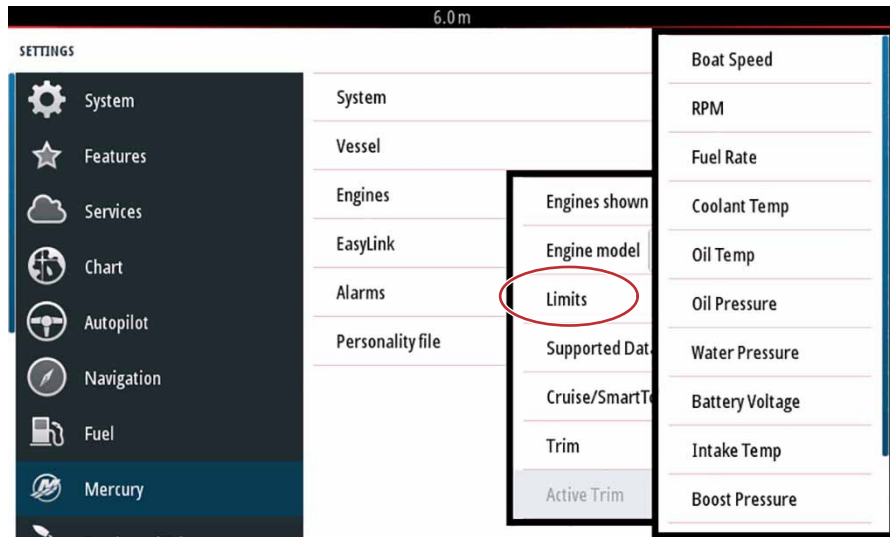 6.0 m
SETTINGS
System
Features
Services
Chart
Autopilot
Navigation
Fuel
Mercury
System
Vessel
Engines
EasyLink
Alarms
Personality file
Engines shown
Engine model
Limits
Supported Dat
Cruise/SmartT
Trim
Active Trim
Boat Speed
RPM
Fuel Rate
Coolant Temp
Oil Temp
Oil Pressure
Water Pressure
Battery Voltage
Intake Temp
Boost Pressure